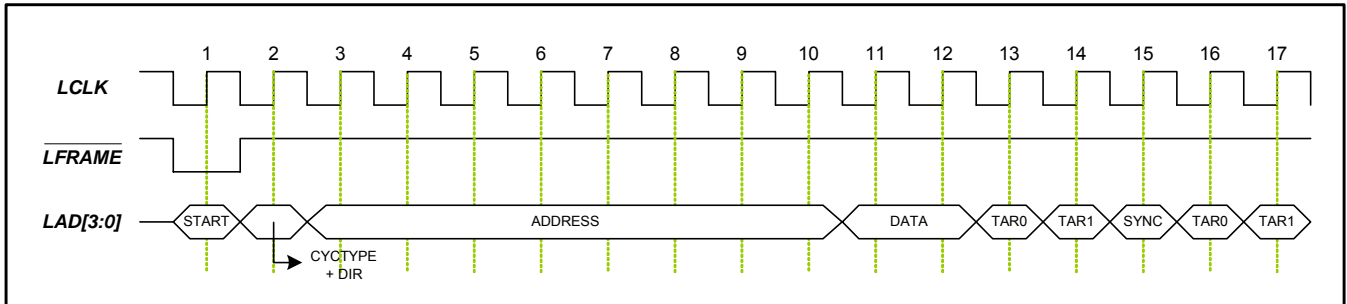 1 2 3 4 5 6 7 8 9 10 11 12 13 14 15 16 17
LCLK
LFRAME
LAD[3:0] START ADDRESS DATA TAR0 TAR1 SYNC TAR0 TAR1
CYCTYPE
+ DIR